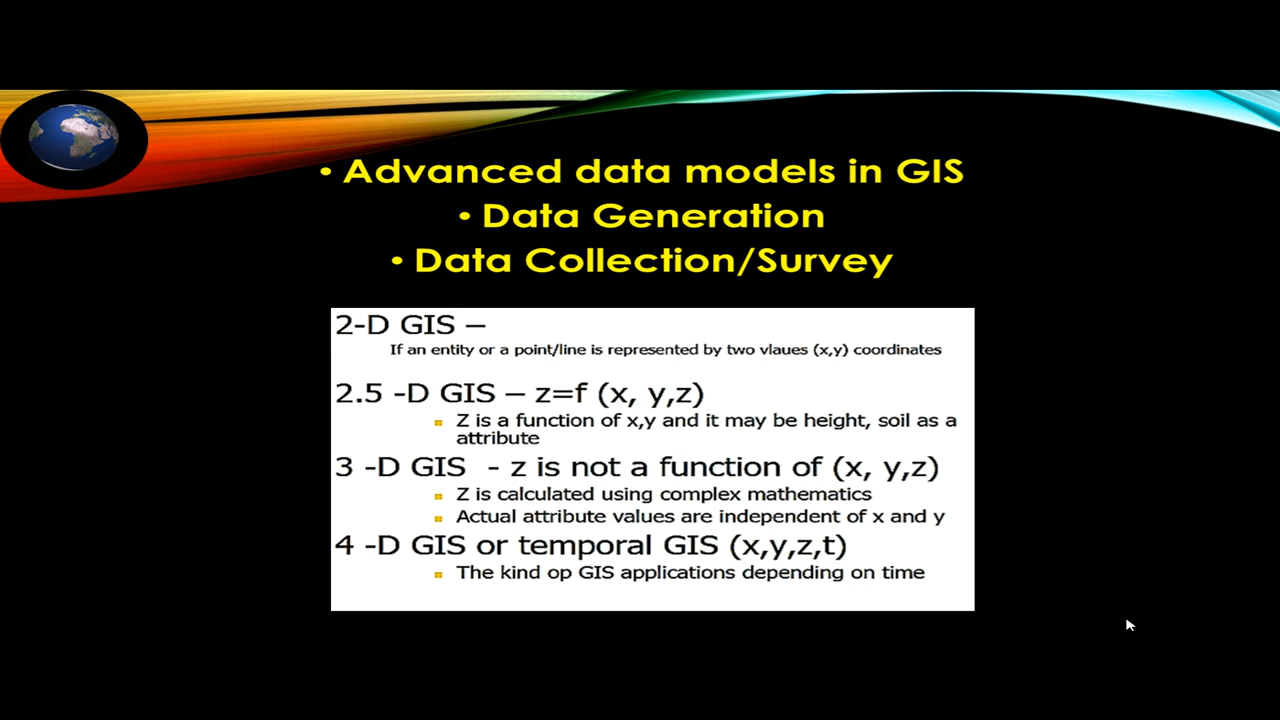 • Advanced data models in GIS
• Data Generation
• Data Collection/Survey
2-D GIS –
If an entity or a point/line is represented by two vlaues (x,y) coordinates
2.5 -D GIS – z=f (x, y,z)
Z is a function of x,y and it may be height, soil as a
attribute
3 -D GIS - z is not a function of (x, y,z)
Z is calculated using complex mathematics
Actual attribute values are independent of x and y
4 -D GIS or temporal GIS (x,y,z,t)
The kind op GIS applications depending on time